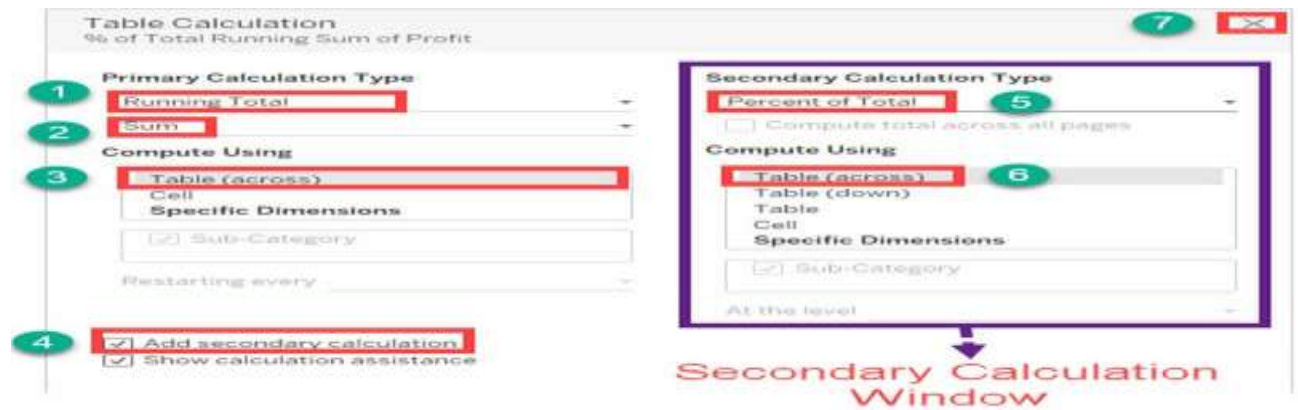 Table Calculation
% of Total Running Sum of Profit
7
Primary Calculation Type
1
Running Total
2
Sum
Compute Using
3
Table (across)
Cell
Specific Dimensions
Sub-Category
Restarting every
4
Add secondary calculation
Show calculation assistance
Secondary Calculation Type
Percent of Total
5
Compute total across all pages
Compute Using
Table (across)
6
Table (down)
Table
Cell
Specific Dimensions
Sub-Category
At the level
Secondary Calculation
Window